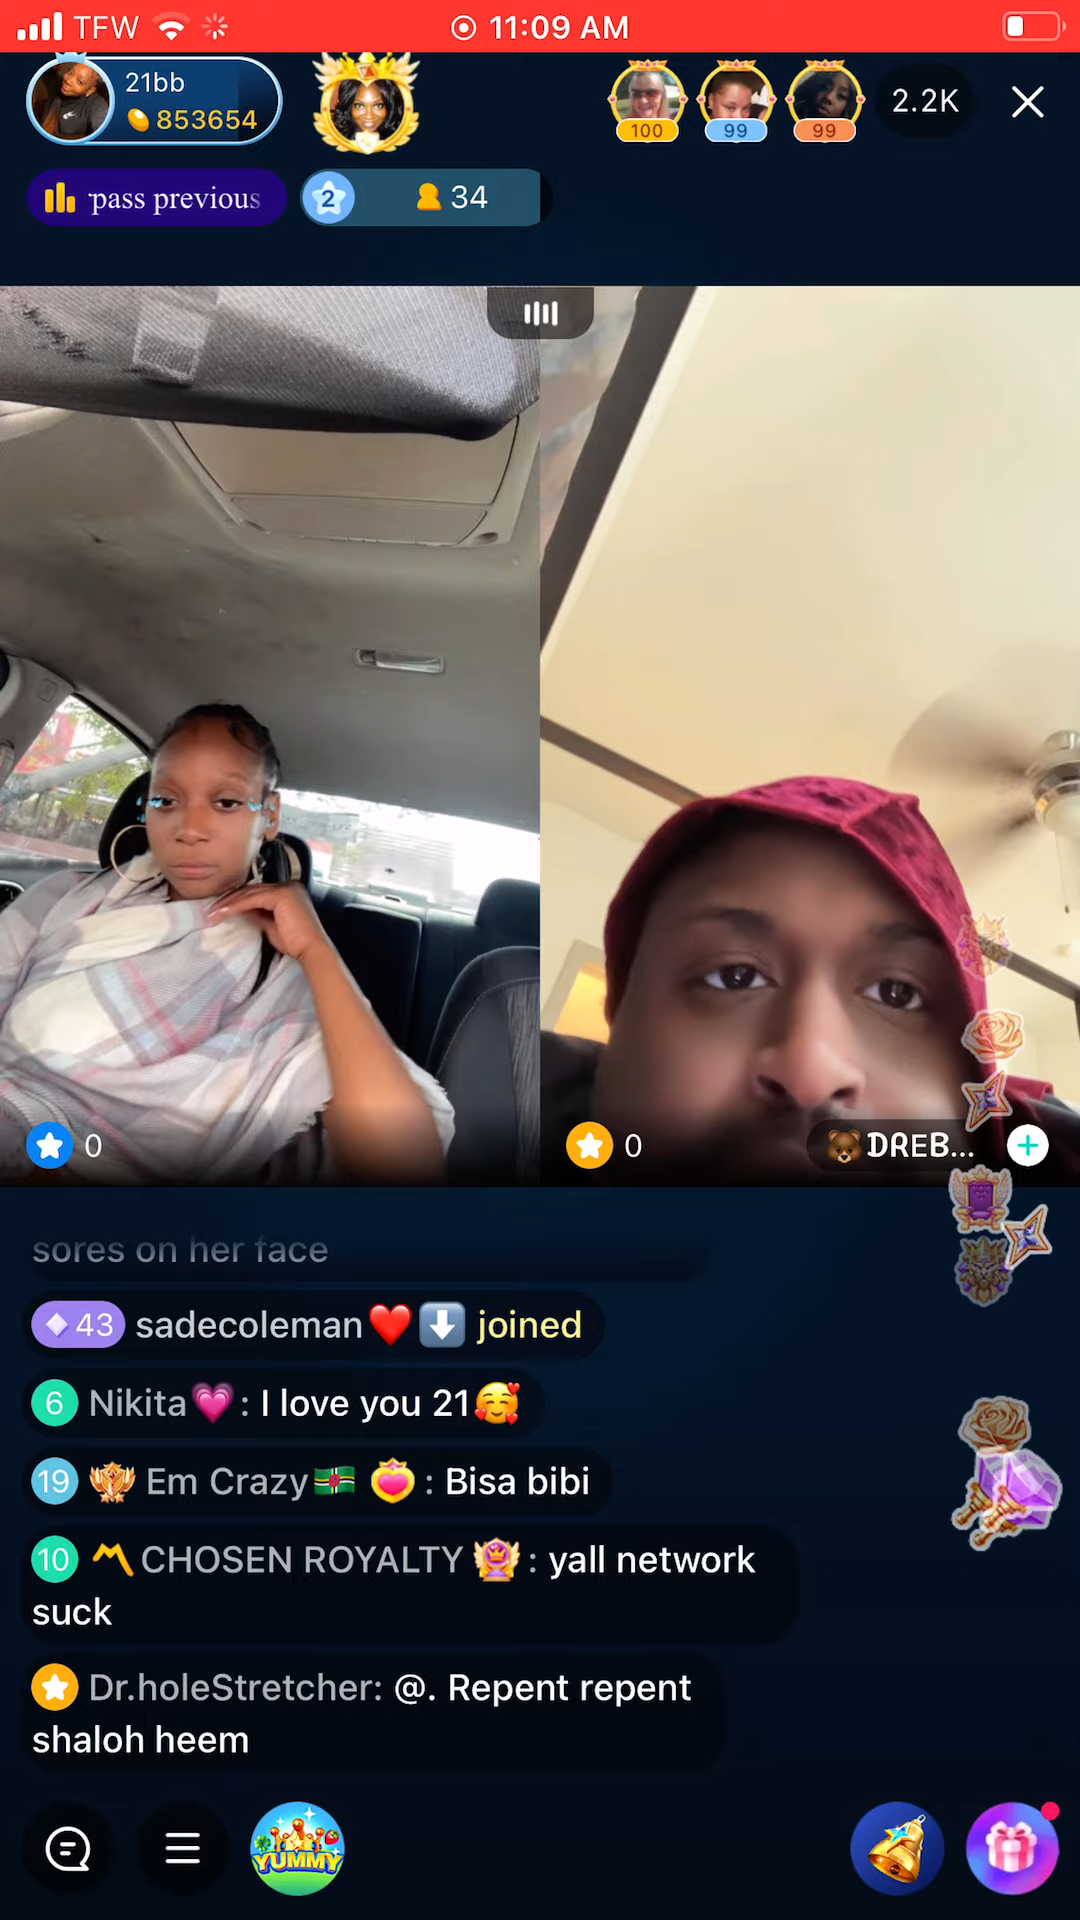 TFW 11:09 AM
21bb
853654
100 99 99 2.2K
pass previous
2 34
0
0 🐻DREB...
sores on her face
43 sadecoleman❤️⬇️ joined
6 Nikita💗: I love you 21🥰
19 Em Crazy🇩🇲 : Bisa bibi
10 〽️CHOSEN ROYALTY : yall network
suck
Dr.holeStretcher: @. Repent repent
shaloh heem
YUMMY